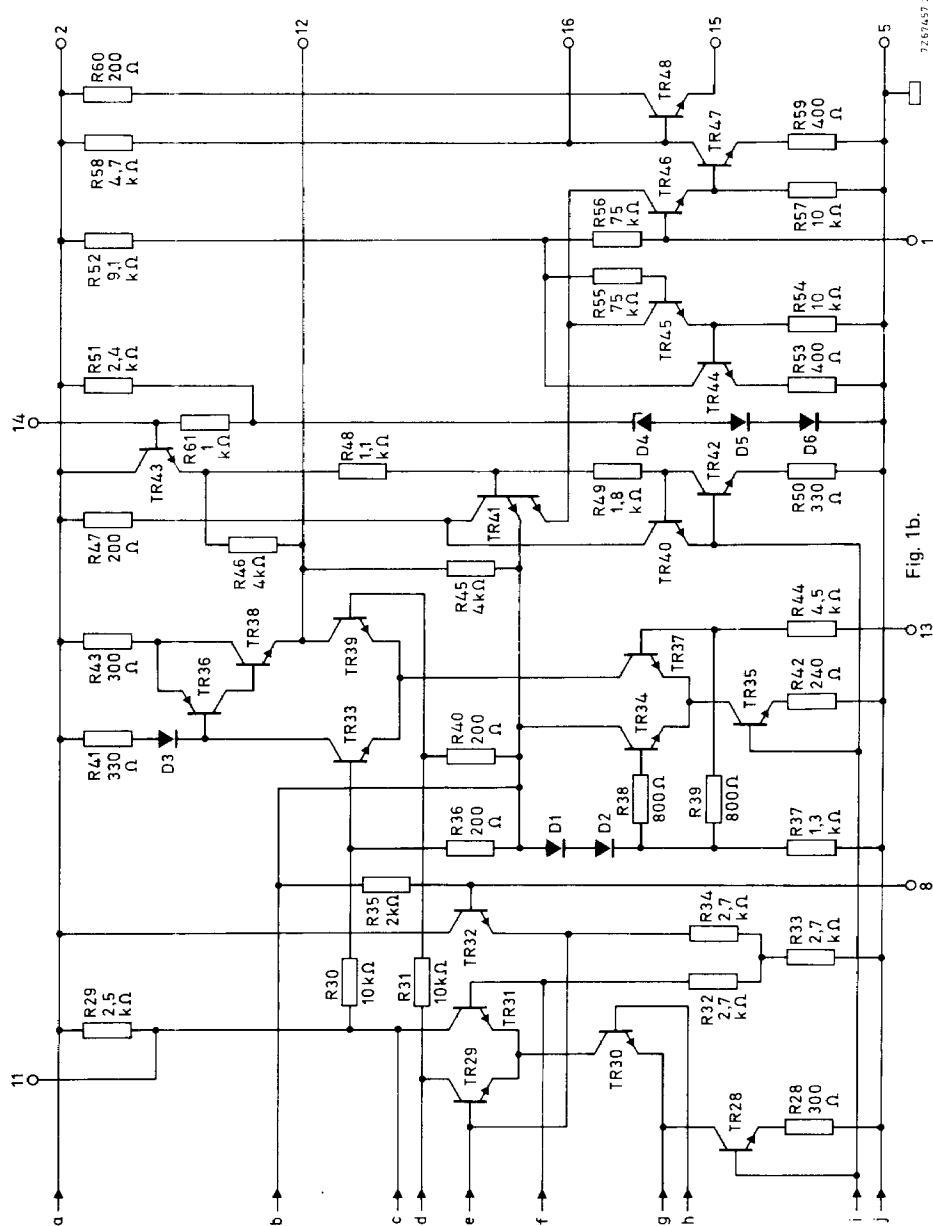 11
14
2
12
16
15
5
1
13
8
a
b
c
d
e
f
g
h
i
j
R29
2,5
kΩ
R41
330
Ω
R43
300
Ω
R47
200
Ω
R51
2,4
kΩ
R52
9,1
kΩ
R58
4,7
kΩ
R60
200
Ω
D3
TR36
TR38
R46
4kΩ
TR43
R61
1
kΩ
R48
1,1
kΩ
TR33
TR39
R45
4kΩ
TR41
R30
10kΩ
R31
10kΩ
R35
2kΩ
R36
200
Ω
R40
200
Ω
TR29
TR31
TR32
D1
D2
R38
800Ω
R39
800Ω
TR34
TR37
TR35
R49
1,8
kΩ
TR40
TR42
D4
D5
D6
TR44
TR45
R55
75
kΩ
R56
75
kΩ
TR46
TR47
TR48
TR30
TR28
R28
300
Ω
R32
2,7
kΩ
R34
2,7
kΩ
R33
2,7
kΩ
R37
1,3
kΩ
R42
240
Ω
R44
4,5
kΩ
R50
330
Ω
R53
400
Ω
R54
10
kΩ
R57
10
kΩ
R59
400
Ω
Fig. 1b.